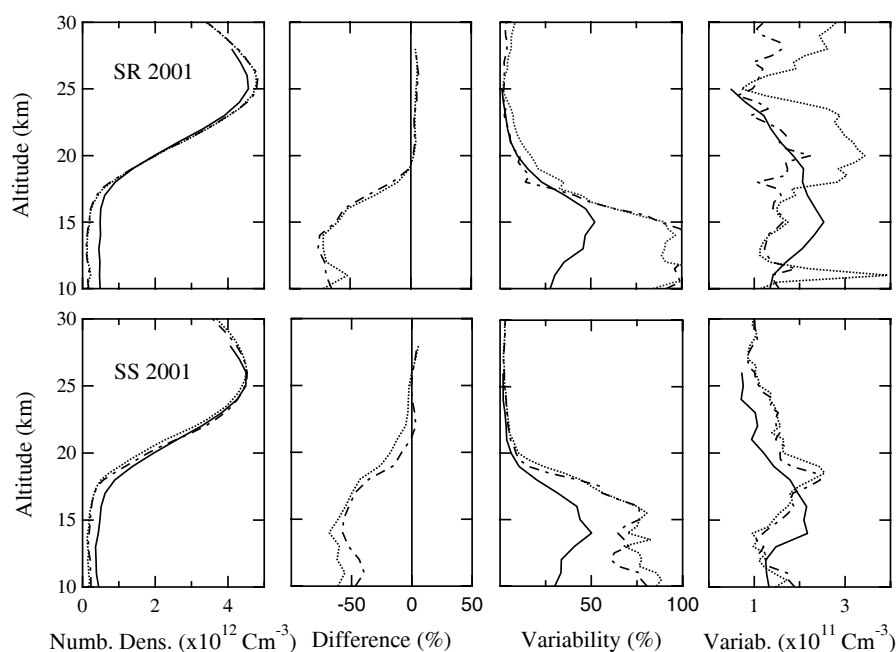 30
25
20
15
10
Altitude (km)
SR 2001
30
25
20
15
10
Altitude (km)
SS 2001
0 2 4
-50 0
0 50 100
1 3
Numb. Dens. (x10^12 Cm^-3)
Difference (%)
Variability (%)
Variab. (x10^11 Cm^-3)